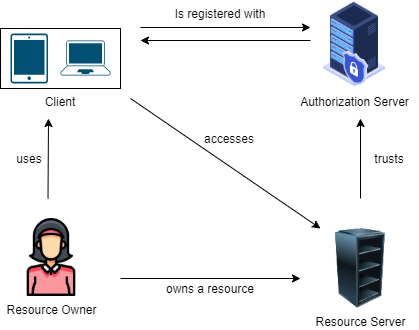 Is registered with
Client
Authorization Server
accesses
uses
trusts
owns a resource
Resource Owner
Resource Server